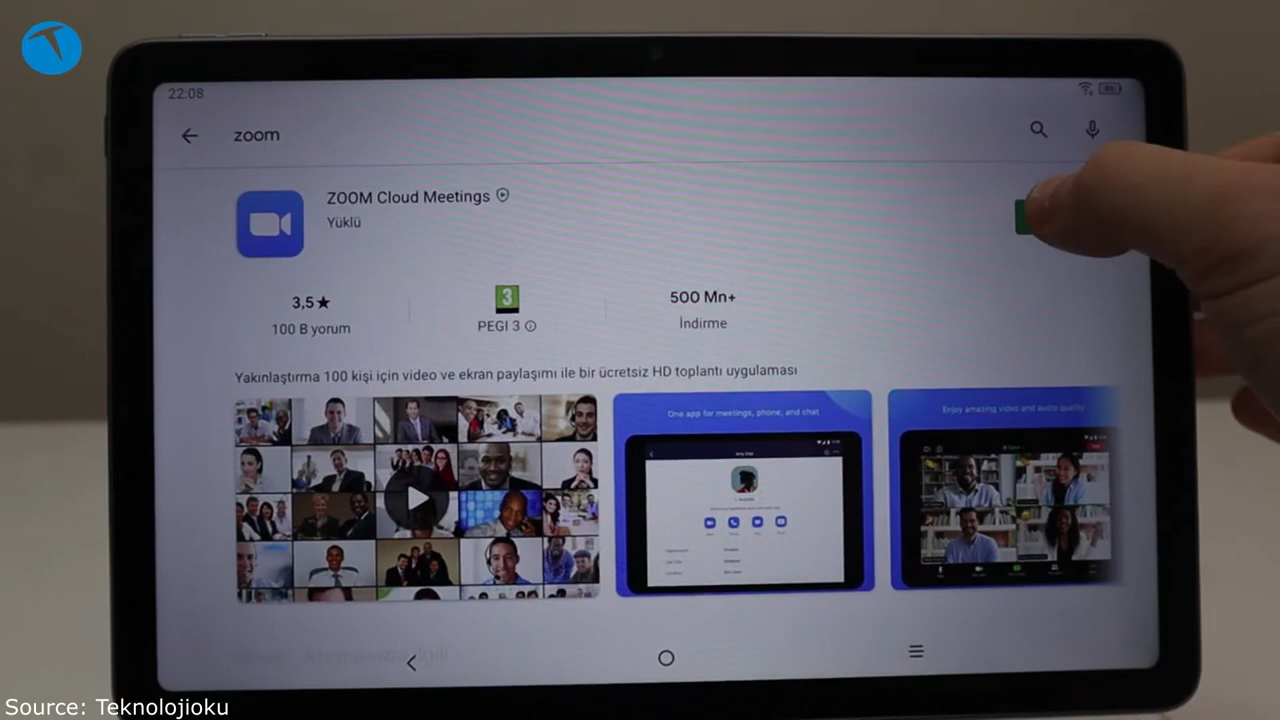 22:08
zoom
ZOOM Cloud Meetings
Yüklü
3,5★
100 B yorum
3
PEGI 3
500 Mn+
İndirme
Yakınlaştırma 100 kişi için video ve ekran paylaşımı ile bir ücretsiz HD toplantı uygulaması
One app for meetings, phone, and chat
Enjoy amazing video and audio quality
Source: Teknolojioku